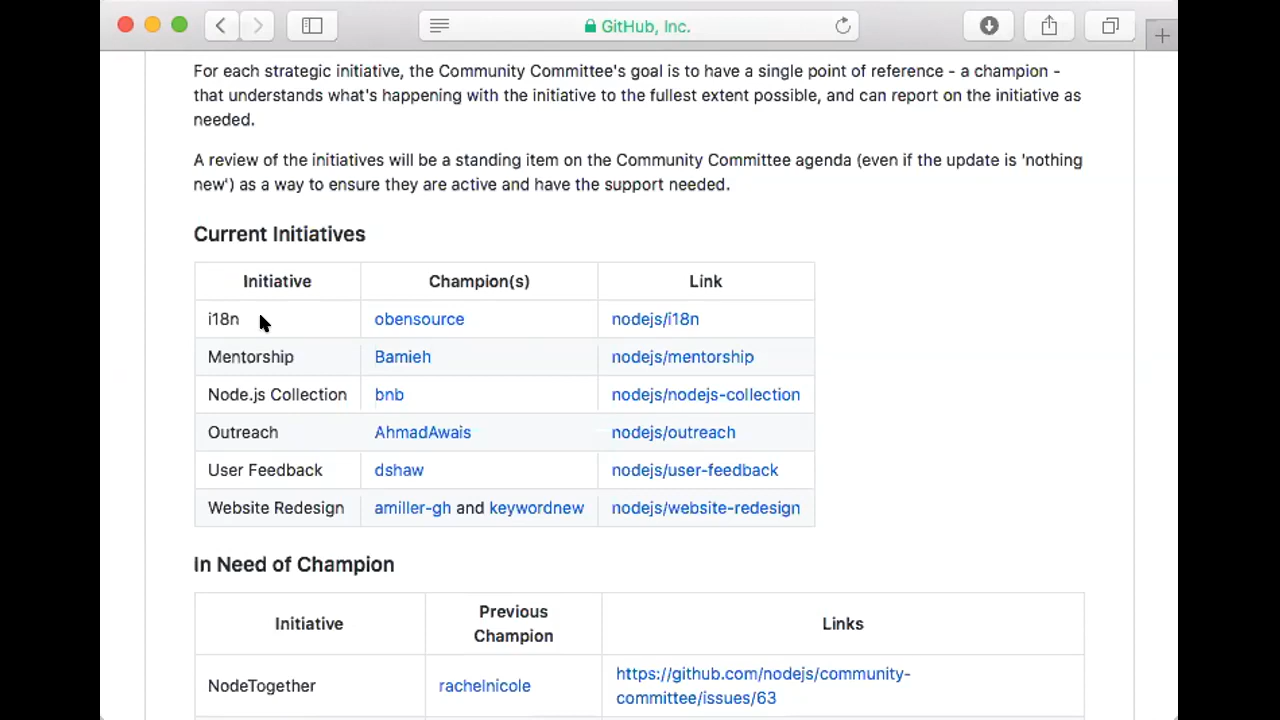 GitHub, Inc.
For each strategic initiative, the Community Committee's goal is to have a single point of reference - a champion -
that understands what's happening with the initiative to the fullest extent possible, and can report on the initiative as
needed.
A review of the initiatives will be a standing item on the Community Committee agenda (even if the update is 'nothing
new') as a way to ensure they are active and have the support needed.
Current Initiatives
Initiative Champion(s) Link
i18n obensource nodejs/i18n
Mentorship Bamieh nodejs/mentorship
Node.js Collection bnb nodejs/nodejs-collection
Outreach AhmadAwais nodejs/outreach
User Feedback dshaw nodejs/user-feedback
Website Redesign amiller-gh and keywordnew nodejs/website-redesign
In Need of Champion
Initiative Previous Champion Links
NodeTogether rachelnicole https://github.com/nodejs/community-
committee/issues/63